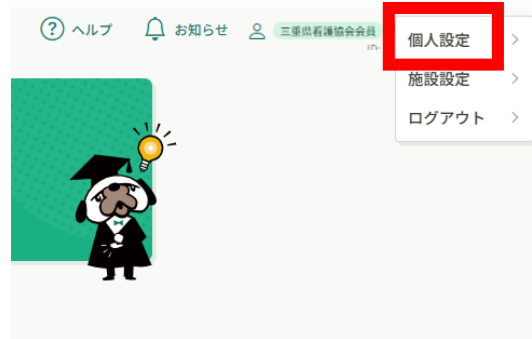 ? ヘルプ
お知らせ
三重県看護協会会員
ID:
個人設定
施設設定
ログアウト